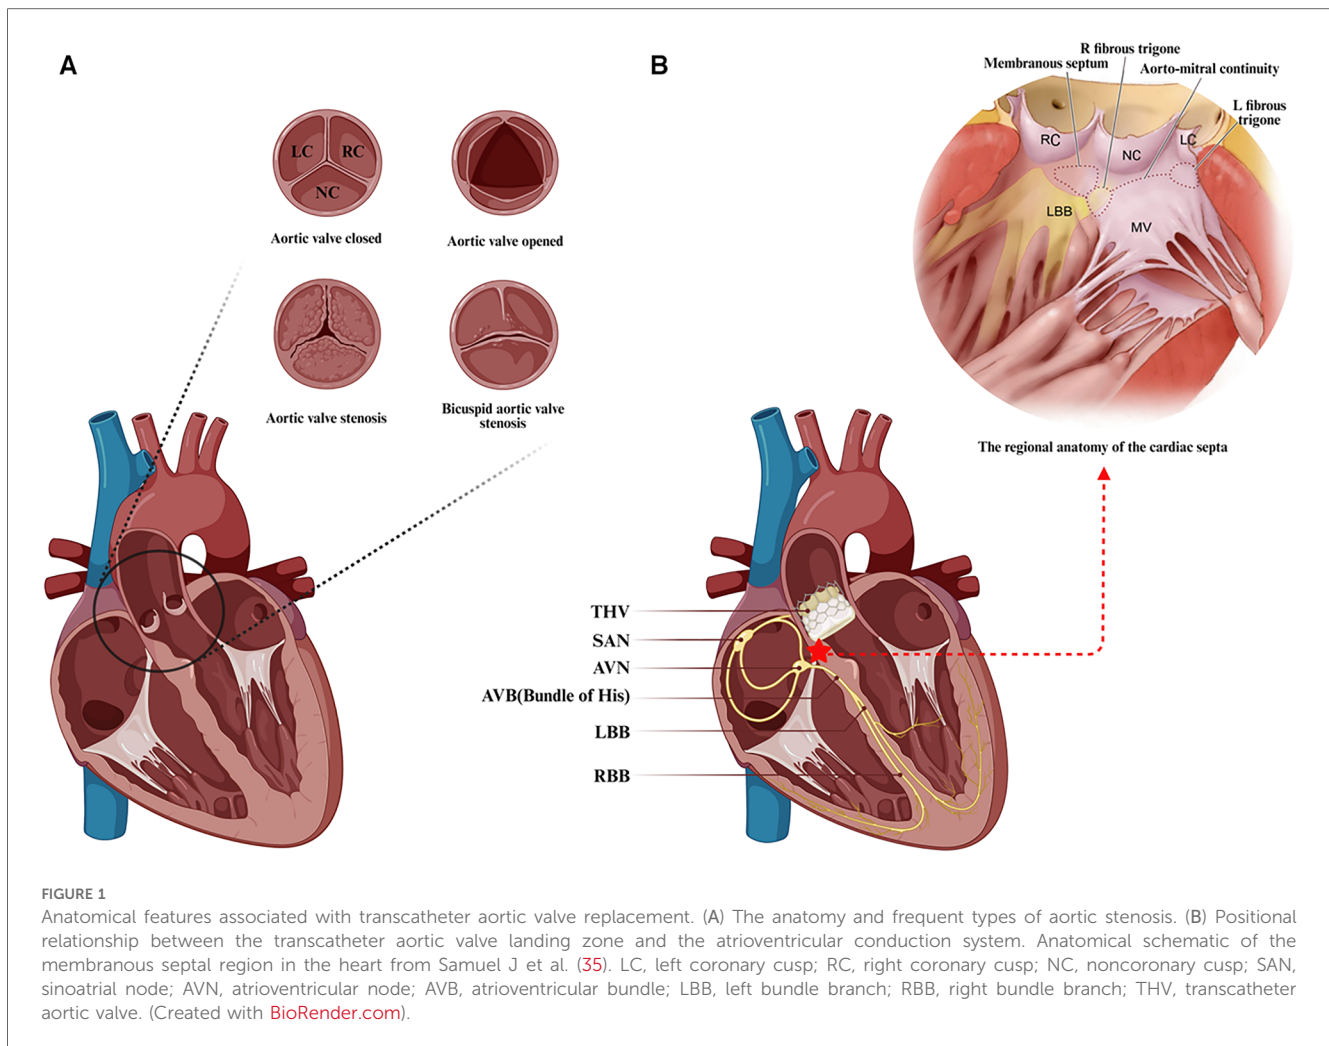 A
B
LC
RC
NC
Aortic valve closed
Aortic valve opened
Aortic valve stenosis
Bicuspid aortic valve
stenosis
R fibrous trigone
Membranous septum
Aorto-mitral continuity
L fibrous
trigone
RC
NC
LC
LBB
MV
The regional anatomy of the cardiac septa
THV
SAN
AVN
AVB(Bundle of His)
LBB
RBB
FIGURE 1
Anatomical features associated with transcatheter aortic valve replacement. (A) The anatomy and frequent types of aortic stenosis. (B) Positional
relationship between the transcatheter aortic valve landing zone and the atrioventricular conduction system. Anatomical schematic of the
membranous septal region in the heart from Samuel J et al. (35). LC, left coronary cusp; RC, right coronary cusp; NC, noncoronary cusp; SAN,
sinoatrial node; AVN, atrioventricular node; AVB, atrioventricular bundle; LBB, left bundle branch; RBB, right bundle branch; THV, transcatheter
aortic valve. (Created with BioRender.com).